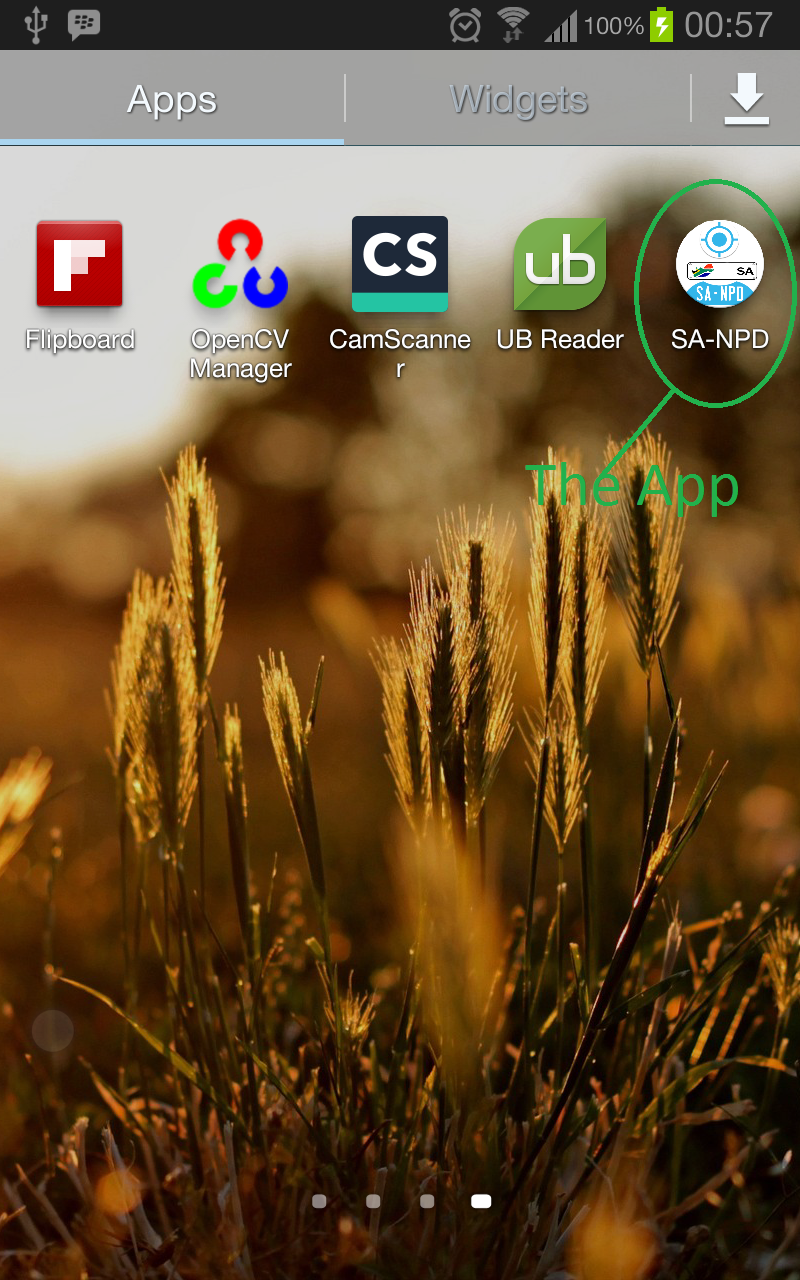 100% 00:57
Apps Widgets
CS
ub
SA
SA-NPD
Flipboard
OpenCV
Manager
CamScanne
r
UB Reader
SA-NPD
The App